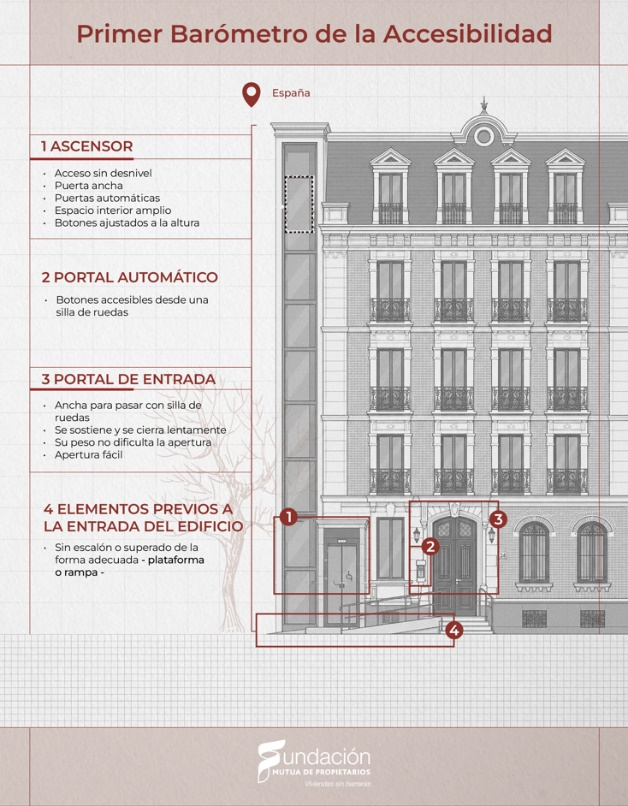 Primer Barómetro de la Accesibilidad
España
1 ASCENSOR
• Acceso sin desnivel
• Puerta ancha
• Puertas automáticas
• Espacio interior amplio
• Botones ajustados a la altura
2 PORTAL AUTOMÁTICO
• Botones accesibles desde una
silla de ruedas
3 PORTAL DE ENTRADA
• Ancha para pasar con silla de
ruedas
• Se sostiene y se cierra lentamente
• Su peso no dificulta la apertura
• Apertura fácil
4 ELEMENTOS PREVIOS A
LA ENTRADA DEL EDIFICIO
• Sin escalón o superado de la
forma adecuada - plataforma
o rampa -
1
3
2
4
Fundación
MUTUA DE PROPIETARIOS
Viviendas sin barreras